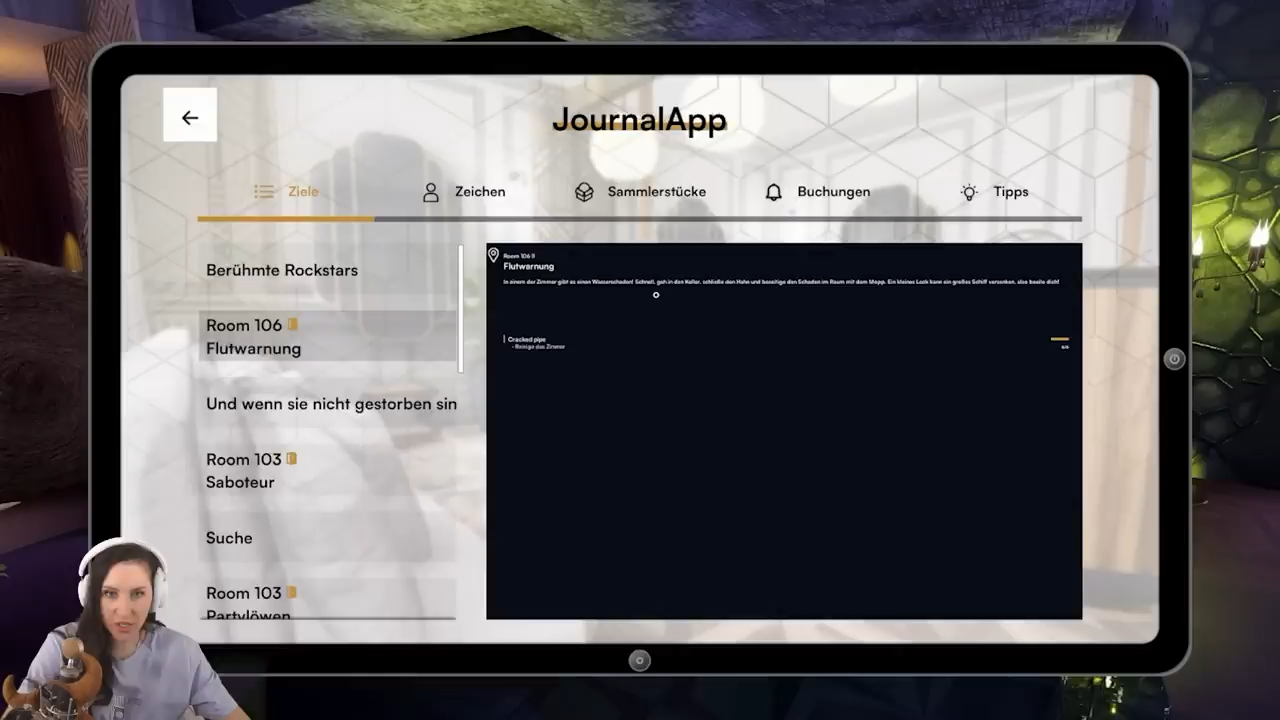 JournalApp
Ziele
Zeichen
Sammlerstücke
Buchungen
Tipps
Berühmte Rockstars
Room 106
Flutwarnung
Und wenn sie nicht gestorben sin
Room 103
Saboteur
Suche
Room 103
Partylöwen
Room 106
Flutwarnung
In einem der Zimmer gibt es einen Wasserschaden! Schnell, geh in den Keller, schließe den Hahn und beseitige den Schaden im Raum mit dem Mopp. Ein kleines Leck kann ein großes Schiff versenken, also beeile dich!
Cracked pipe
- Reinige das Zimmer